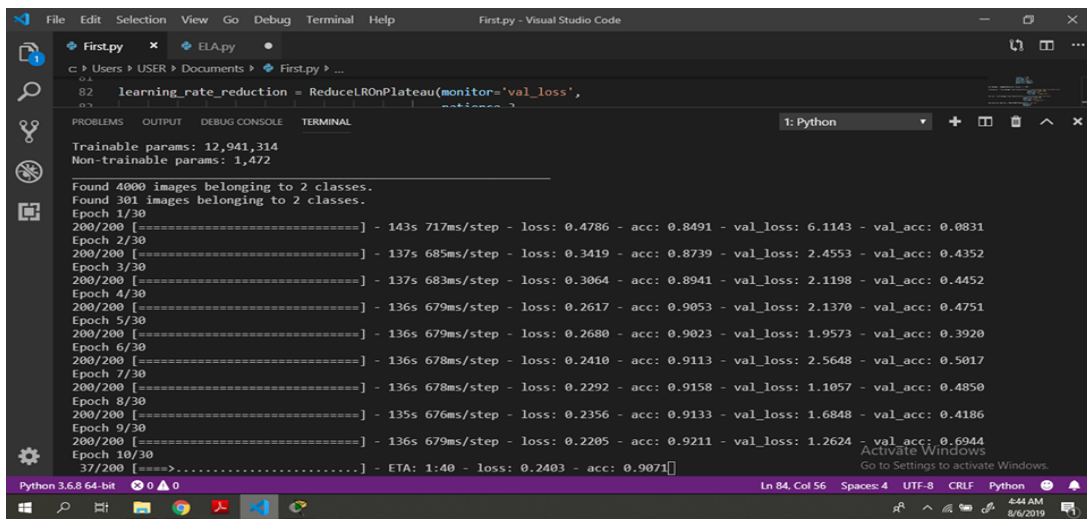 File Edit Selection View Go Debug Terminal Help First.py - Visual Studio Code
First.py ELA.py
c: Users USER Documents First.py ...
82 learning_rate_reduction = ReduceLROnPlateau(monitor='val_loss',
PROBLEMS OUTPUT DEBUG CONSOLE TERMINAL 1: Python
Trainable params: 12,941,314
Non-trainable params: 1,472
Found 4000 images belonging to 2 classes.
Found 301 images belonging to 2 classes.
Epoch 1/30
200/200 [==============================] - 143s 717ms/step - loss: 0.4786 - acc: 0.8491 - val_loss: 6.1143 - val_acc: 0.0831
Epoch 2/30
200/200 [==============================] - 137s 685ms/step - loss: 0.3419 - acc: 0.8739 - val_loss: 2.4553 - val_acc: 0.4352
Epoch 3/30
200/200 [==============================] - 137s 683ms/step - loss: 0.3064 - acc: 0.8941 - val_loss: 2.1198 - val_acc: 0.4452
Epoch 4/30
200/200 [==============================] - 136s 679ms/step - loss: 0.2617 - acc: 0.9053 - val_loss: 2.1370 - val_acc: 0.4751
Epoch 5/30
200/200 [==============================] - 136s 679ms/step - loss: 0.2680 - acc: 0.9023 - val_loss: 1.9573 - val_acc: 0.3920
Epoch 6/30
200/200 [==============================] - 136s 678ms/step - loss: 0.2410 - acc: 0.9113 - val_loss: 2.5648 - val_acc: 0.5017
Epoch 7/30
200/200 [==============================] - 136s 678ms/step - loss: 0.2292 - acc: 0.9158 - val_loss: 1.1057 - val_acc: 0.4850
Epoch 8/30
200/200 [==============================] - 135s 676ms/step - loss: 0.2356 - acc: 0.9133 - val_loss: 1.6848 - val_acc: 0.4186
Epoch 9/30
200/200 [==============================] - 136s 679ms/step - loss: 0.2205 - acc: 0.9211 - val_loss: 1.2624 - val_acc: 0.6944
Epoch 10/30
Activate Windows
37/200 [====>.........................] - ETA: 1:40 - loss: 0.2403 - acc: 0.9071
Go to Settings to activate Windows.
Python 3.6.8 64-bit 0 0 Ln 84, Col 56 Spaces: 4 UTF-8 CRLF Python
4:44 AM
8/6/2019